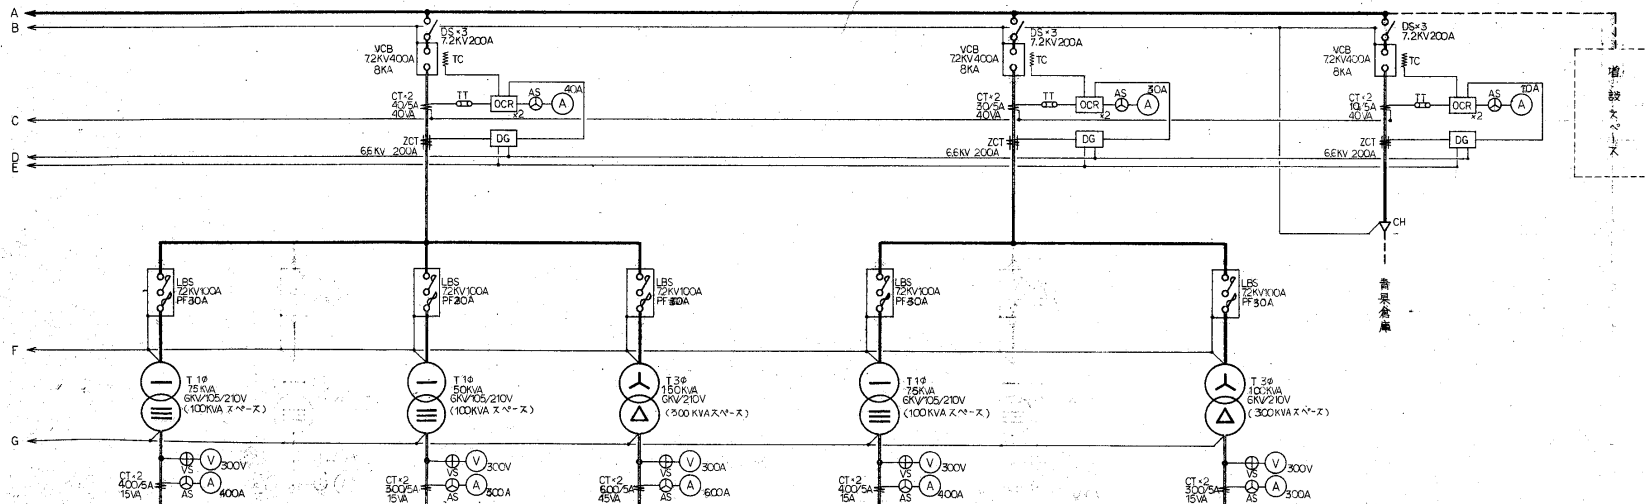 A
B
C
D
E
F
G
DS×3
7.2KV200A
VCB
7.2KV400A
8KA
TC
CT×2
40/5A
40VA
TT
OCR
×2
AS
A
40A
ZCT
6.6KV 200A
DG
DS×3
7.2KV200A
VCB
7.2KV400A
8KA
TC
CT×2
30/5A
40VA
TT
OCR
×2
AS
A
30A
ZCT
6.6KV 200A
DG
DS×3
7.2KV200A
VCB
7.2KV400A
8KA
TC
CT×2
10/5A
40VA
TT
OCR
×2
AS
A
10A
ZCT
6.6KV 200A
DG
CH
増設スペース
LBS
7.2KV100A
PF30A
LBS
7.2KV100A
PF20A
LBS
7.2KV100A
LBS
7.2KV100A
PF30A
LBS
7.2KV100A
PF30A
T 1Φ
75KVA
6KV/105/210V
(100KVAスペース)
T 1Φ
50KVA
6KV/105/210V
(100KVAスペース)
T 3Φ
150KVA
6KV/210V
(300KVAスペース)
T 1Φ
75KVA
6KV/105/210V
(100KVAスペース)
T 3Φ
100KVA
6KV/210V
(300KVAスペース)
V
300V
VS
CT×2
400/5A
15VA
AS
A
400A
V
300V
VS
CT×2
300/5A
15VA
AS
A
300A
V
300A
VS
CT×2
600/5A
45VA
AS
A
600A
V
300V
VS
CT×2
400/5A
15A
AS
A
400A
V
300V
VS
CT×2
300/5A
15VA
AS
A
300A